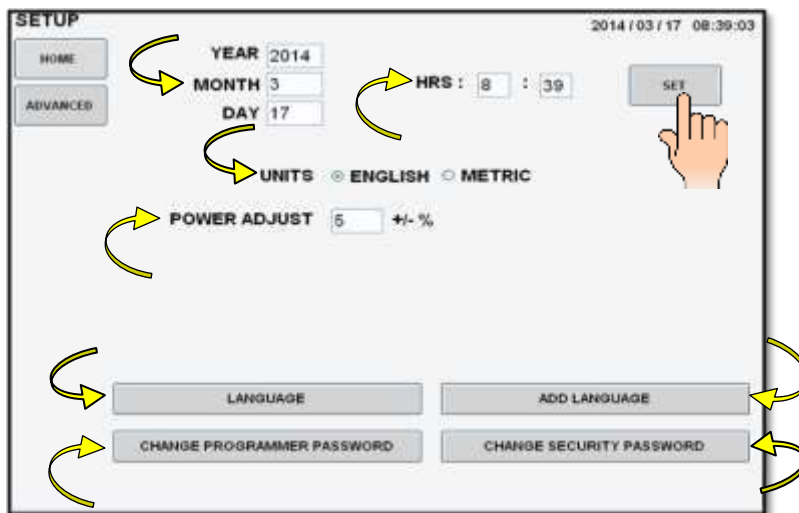 SETUP
2014 / 03 / 17 08:39:03
HOME
ADVANCED
YEAR 2014
MONTH 3
DAY 17
HRS : 8 : 39
SET
UNITS ENGLISH METRIC
POWER ADJUST 5 +/- %
LANGUAGE
ADD LANGUAGE
CHANGE PROGRAMMER PASSWORD
CHANGE SECURITY PASSWORD